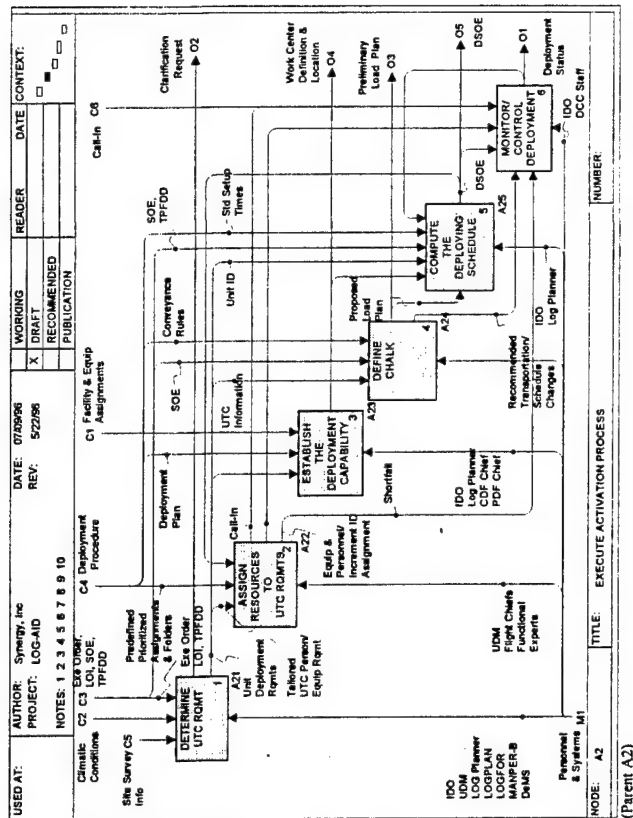 USED AT:
AUTHOR: Synergy, Inc
PROJECT: LOG-AID
NOTES: 1 2 3 4 5 6 7 8 9 10
DATE: 07/09/96
REV: 5/22/96
WORKING
X DRAFT
RECOMMENDED
PUBLICATION
READER
DATE
CONTEXT:
Climatic
Conditions
C2
C3 Exe Order,
LOI, SOE,
TPFDD
C4 Deployment
Procedure
C1 Facility & Equip
Assignments
Call-In C6
Site Survey C5
Info
Predefined
Prioritized
Assignments
& Folders
Exe Order
LOI, TPFDD
Deployment
Plan
SOE
UTC
Information
Conveyance
Rules
Unit ID
SOE,
TPFDD
Std Setup
Times
Clarification
Request
O2
Work Center
Definition &
Location
O4
Preliminary
Load Plan
O3
O5
DSOE
O1
Deployment
Status
DETERMINE
UTC RQMT
1
A21
Unit
Deployment
Rqmts
Tailored
UTC Person/
Equip Rqmt
ASSIGN
RESOURCES
TO
UTC RQMTS
2
A22
Call-In
Equip &
Personnel/
Increment ID
Assignment
Shortfall
ESTABLISH
THE
DEPLOYMENT
CAPABILITY
3
A23
DEFINE
CHALK
4
A24
Proposed
Load
Plan
COMPUTE
THE
DEPLOYING
SCHEDULE
5
A25
DSOE
MONITOR/
CONTROL
DEPLOYMENT
6
Recommended
Transportation/
Schedule
Changes
IDO
UDM
Log Planner
LOGPLAN
LOGFOR
MANPER-B
DeMS
UDM
Flight Chiefs
Functional
Experts
IDO
Log Planner
CDF Chief
PDF Chief
IDO
Log Planner
IDO
DCC Staff
Personnel
& Systems
M1
NODE: A2
TITLE: EXECUTE ACTIVATION PROCESS
NUMBER:
(Parent A2)